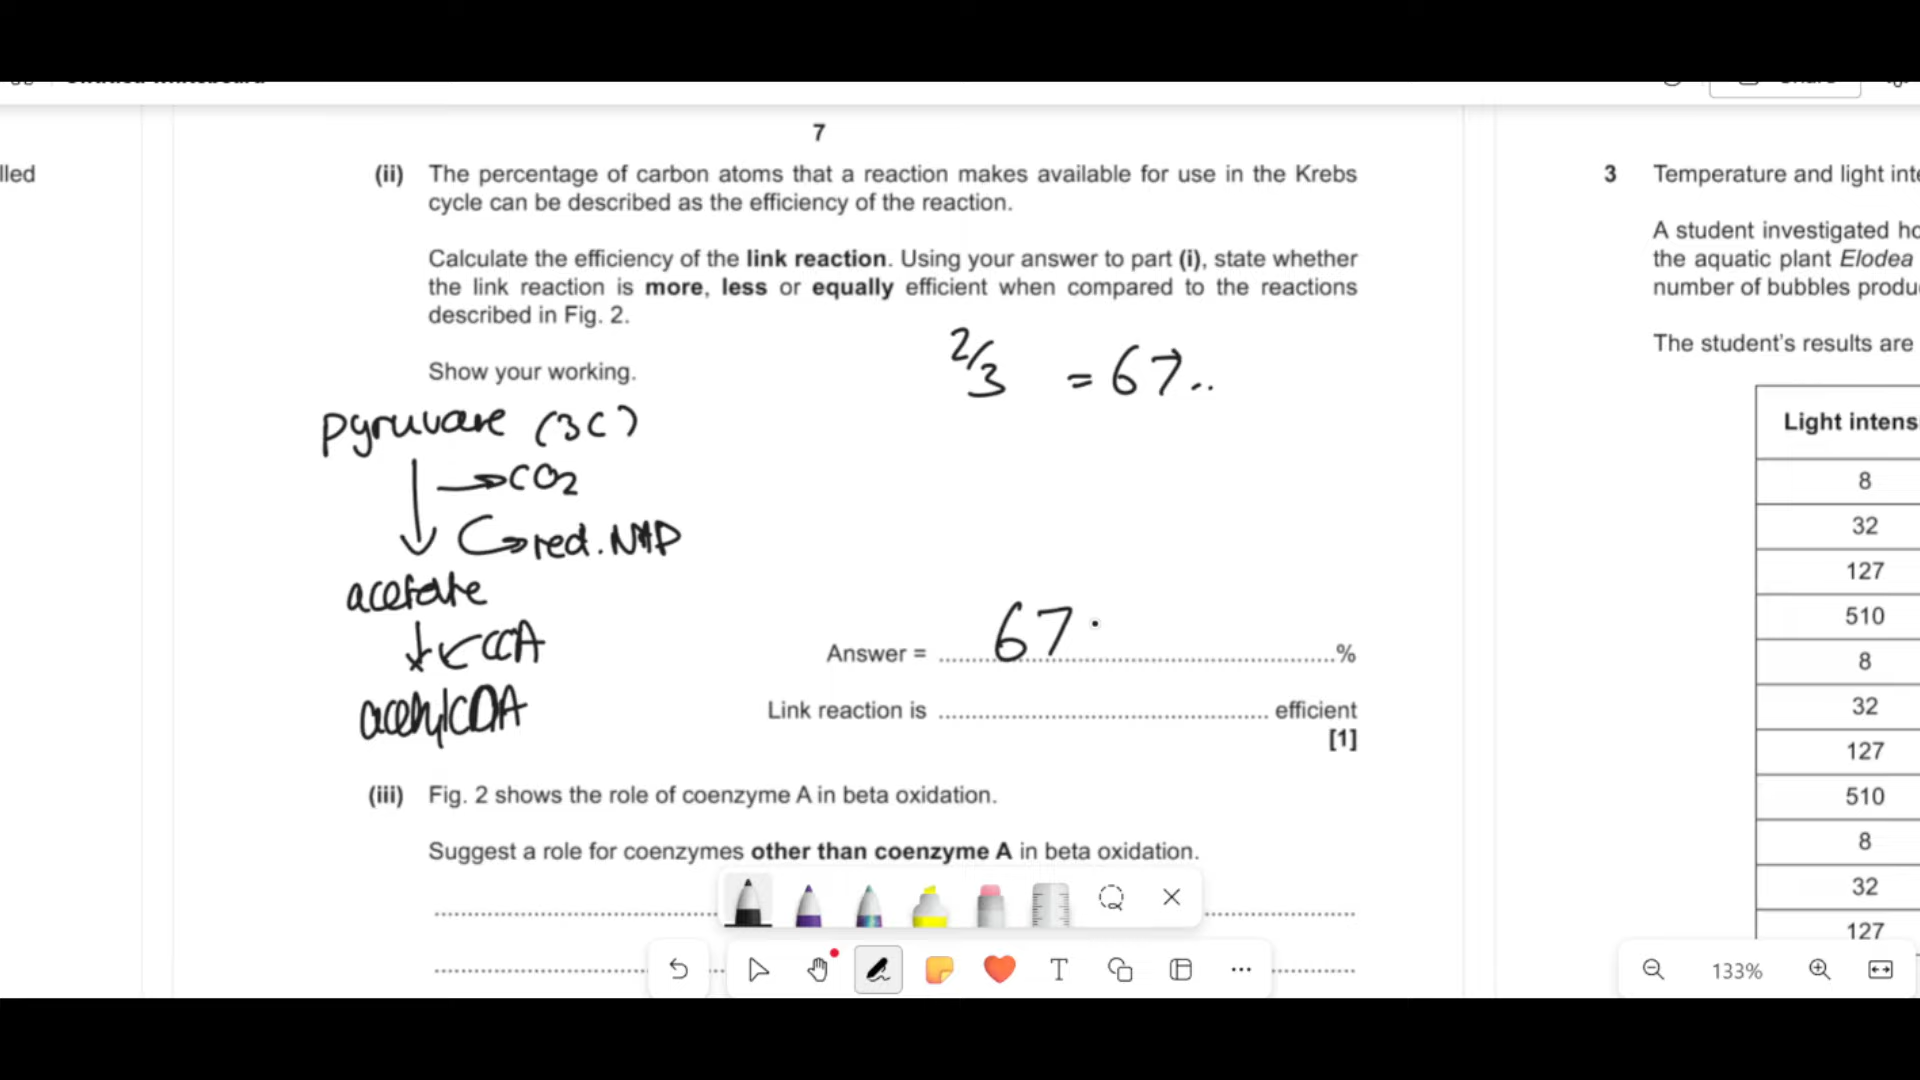 7
(ii) The percentage of carbon atoms that a reaction makes available for use in the Krebs
cycle can be described as the efficiency of the reaction.
Calculate the efficiency of the link reaction. Using your answer to part (i), state whether
the link reaction is more, less or equally efficient when compared to the reactions
described in Fig. 2.
Show your working.
2/3 = 67..
pyruvate (3C)
CO2
red. NAD
acetate
acetylCOA
67.
Answer = ........ %
Link reaction is ........ efficient
[1]
(iii) Fig. 2 shows the role of coenzyme A in beta oxidation.
Suggest a role for coenzymes other than coenzyme A in beta oxidation.
lled
3 Temperature and light
A student investigated
the aquatic plant Elodea
number of bubbles
The student's results are
Light
8
32
127
510
8
32
127
510
8
32
127
T
133%